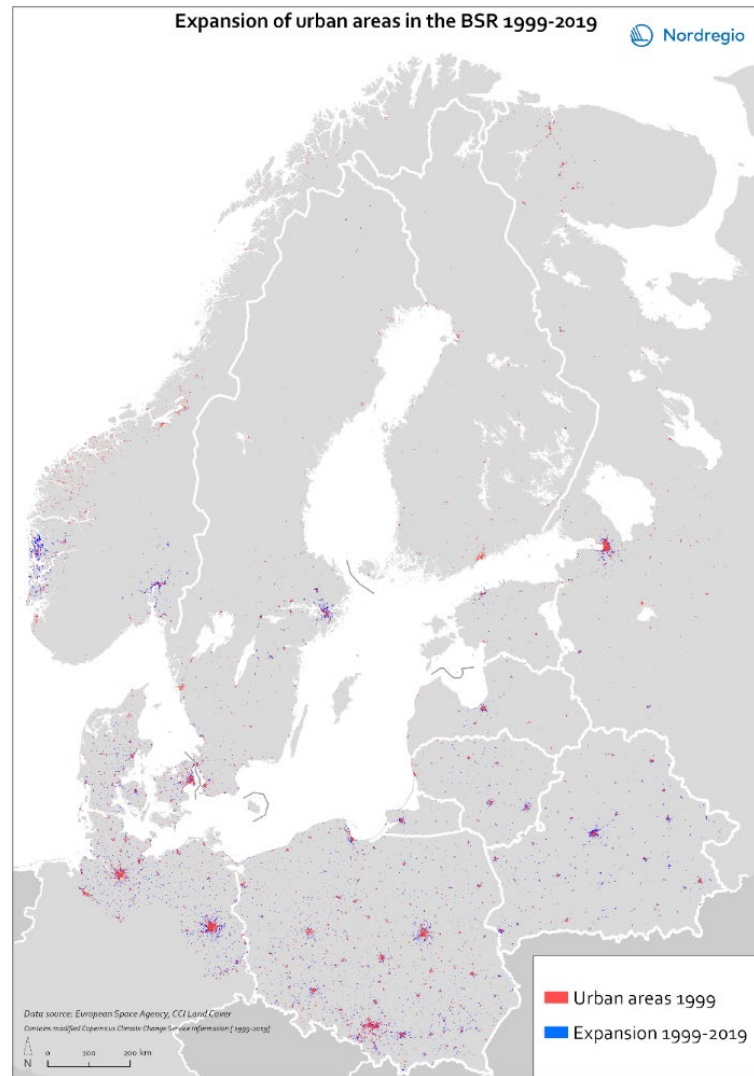 Expansion of urban areas in the BSR 1999-2019
Nordregio
Urban areas 1999
Expansion 1999-2019
Data source: European Space Agency, CCI Land Cover
Contains modified Copernicus Climate Change Service information [ 1999-2019]
N
0 100 200 km